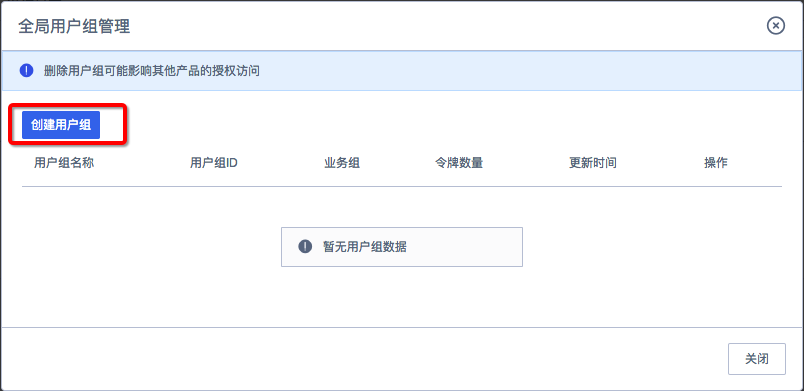 全局用户组管理
删除用户组可能影响其他产品的授权访问
创建用户组
用户组名称 用户组ID 业务组 令牌数量 更新时间 操作
暂无用户组数据
关闭